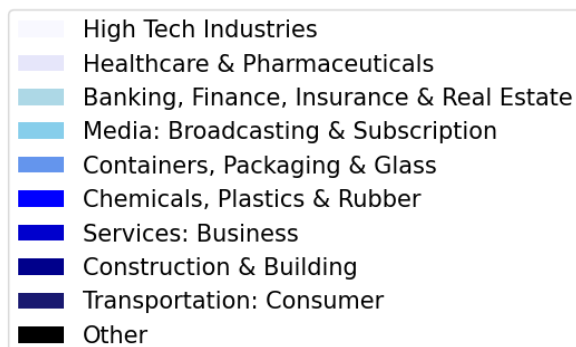 High Tech Industries
Healthcare & Pharmaceuticals
Banking, Finance, Insurance & Real Estate
Media: Broadcasting & Subscription
Containers, Packaging & Glass
Chemicals, Plastics & Rubber
Services: Business
Construction & Building
Transportation: Consumer
Other